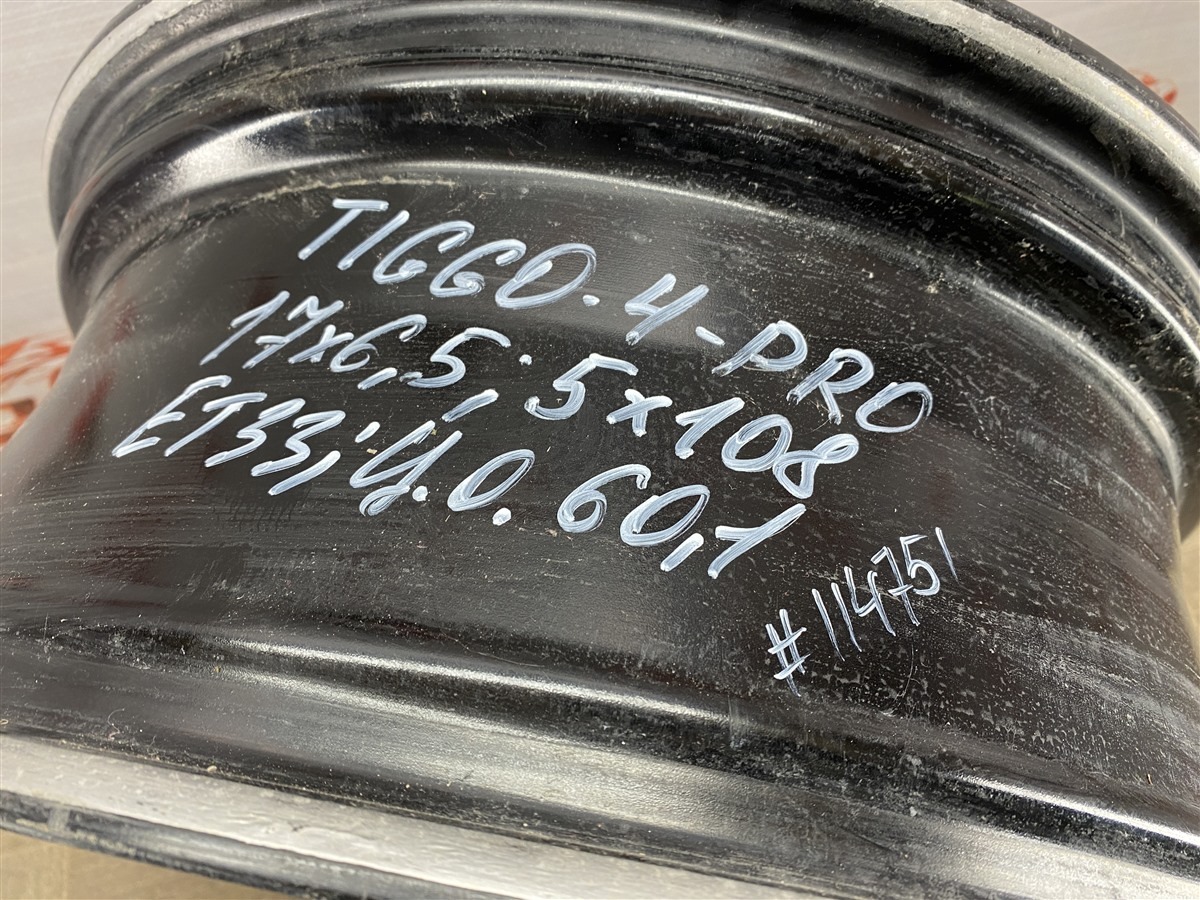 TIGGO.4-PRO
17x6,5; 5x108
ET33; Ц.О. 60,1
#114751